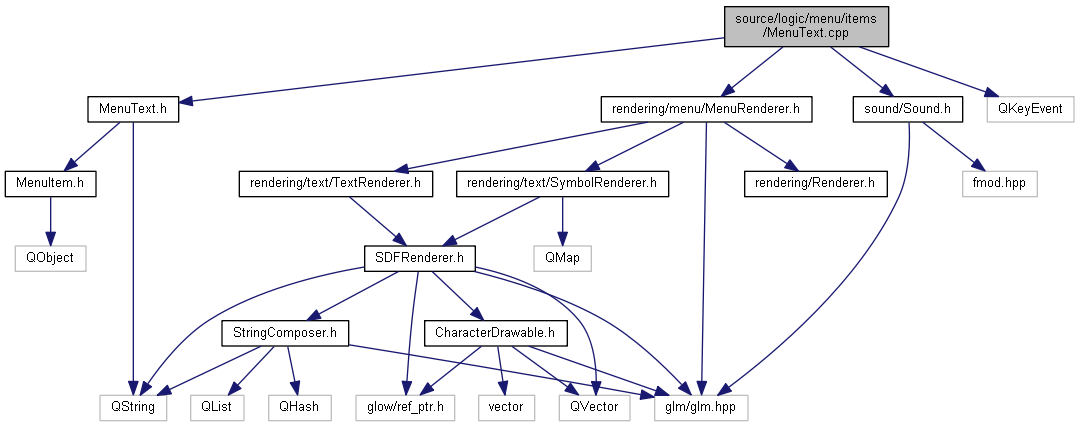 source/logic/menu/items
/MenuText.cpp
MenuText.h
rendering/menu/MenuRenderer.h
sound/Sound.h
QKeyEvent
MenuItem.h
rendering/text/TextRenderer.h
rendering/text/SymbolRenderer.h
rendering/Renderer.h
fmod.hpp
QObject
SDFRenderer.h
QMap
StringComposer.h
CharacterDrawable.h
QString
QList
QHash
glow/ref_ptr.h
vector
QVector
glm/glm.hpp